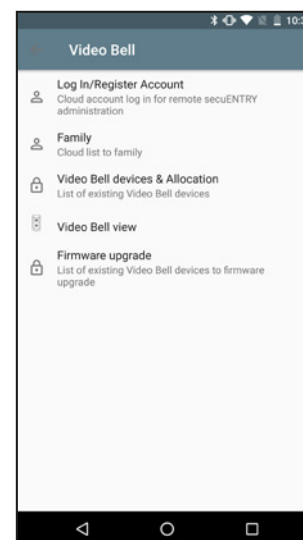 10:3
Video Bell
Log In/Register Account
Cloud account log in for remote secuENTRY
administration
Family
Cloud list to family
Video Bell devices & Allocation
List of existing Video Bell devices
Video Bell view
Firmware upgrade
List of existing Video Bell devices to firmware
upgrade